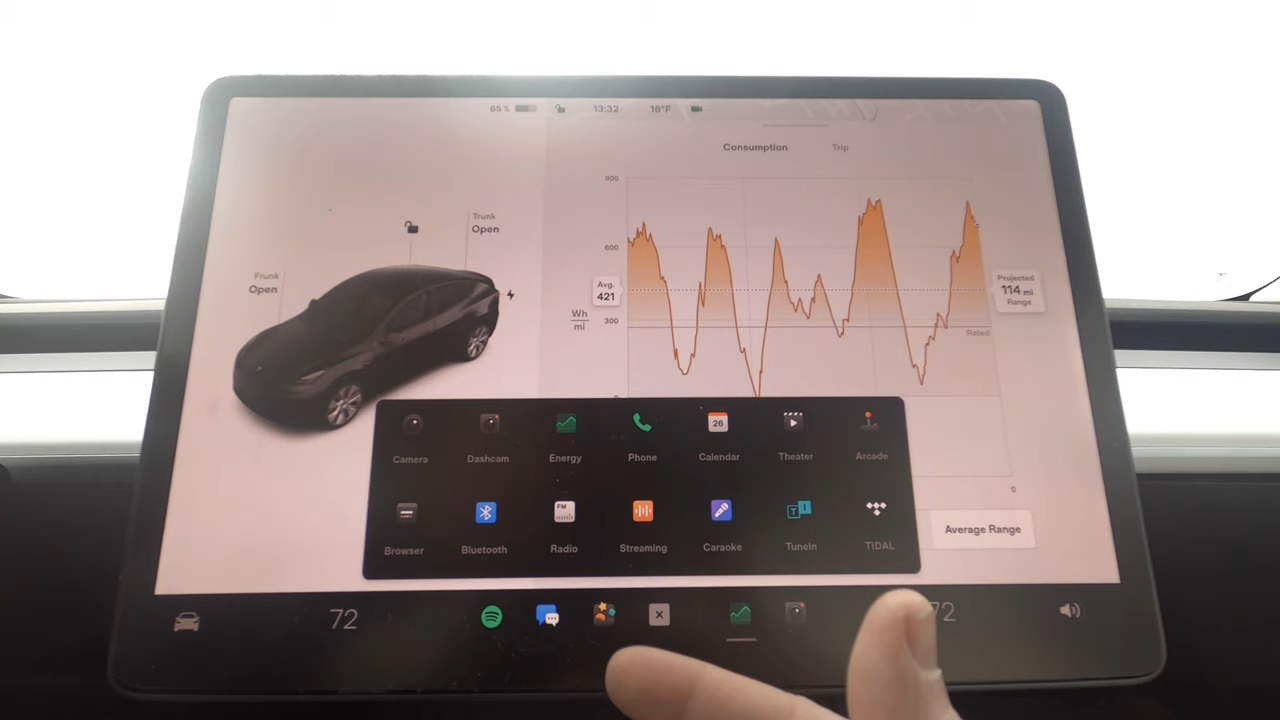 65 %
13:32
18°F
Consumption
Trip
900
600
300
0
Wh
mi
Avg.
421
Projected
114 mi
Range
Rated
0
Average Range
Trunk
Open
Frunk
Open
Camera
Dashcam
Energy
Phone
26
Calendar
Theater
Arcade
Browser
Bluetooth
FM
Radio
Streaming
Caraoke
T I
TuneIn
TIDAL
72
X
72